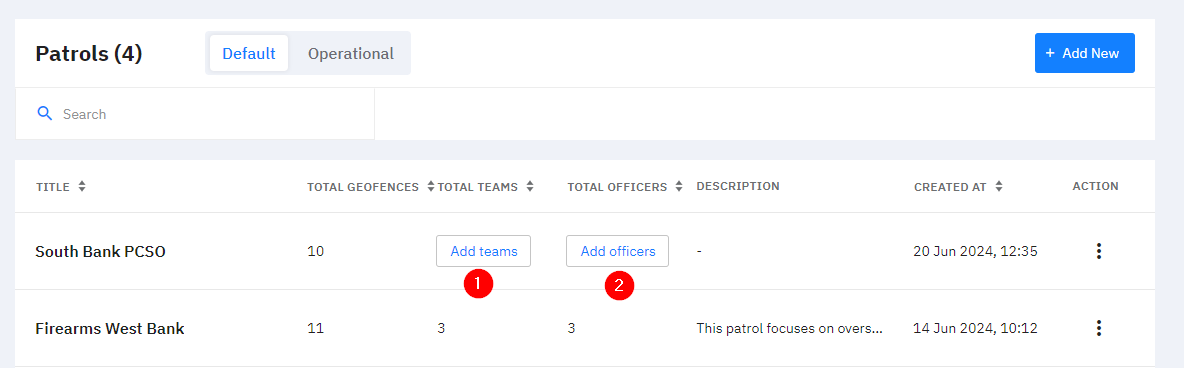 Patrols (4) Default Operational + Add New
Search
TITLE TOTAL GEOFENCES TOTAL TEAMS TOTAL OFFICERS DESCRIPTION CREATED AT ACTION
South Bank PCSO 10 Add teams Add officers - 20 Jun 2024, 12:35
1 2
Firearms West Bank 11 3 3 This patrol focuses on overs... 14 Jun 2024, 10:12